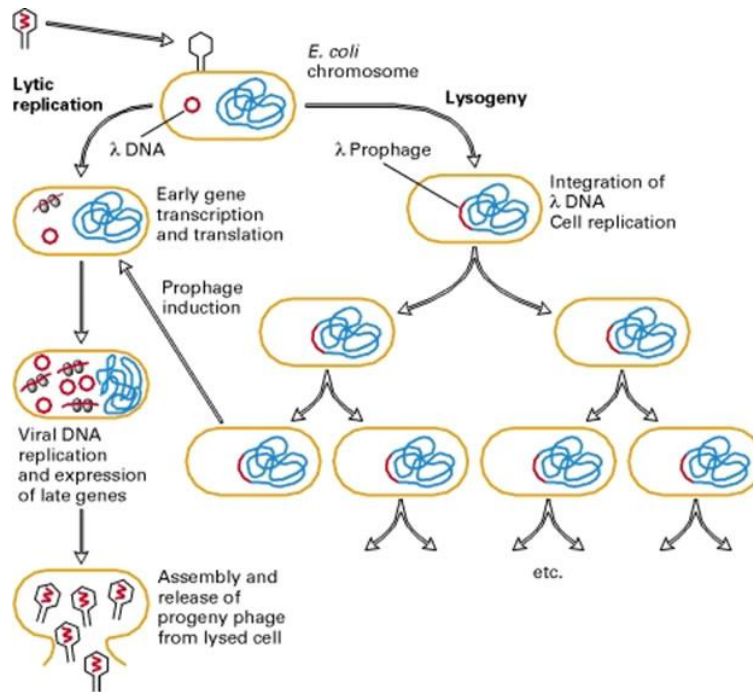 E. coli
chromosome
Lytic
replication
Lysogeny
λ DNA
λ Prophage
Early gene
transcription
and translation
Integration of
λ DNA
Cell replication
Prophage
induction
Viral DNA
replication
and expression
of late genes
etc.
Assembly and
release of
progeny phage
from lysed cell